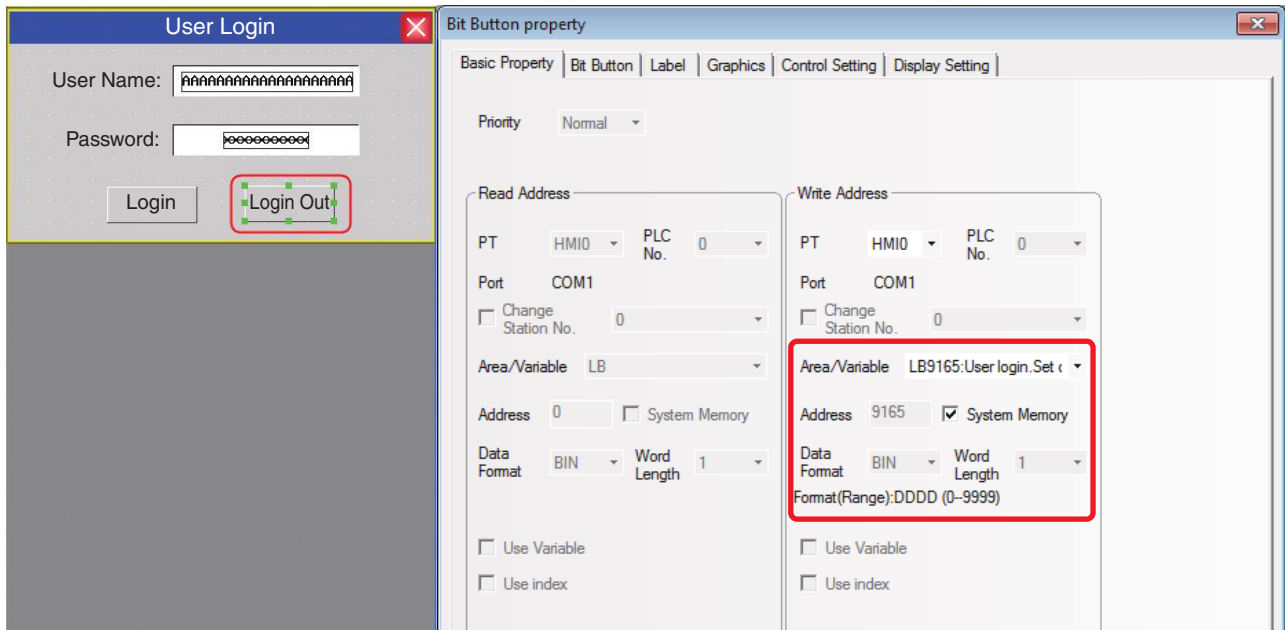 User Login
User Name: AAAAAAAAAAAAAAAAAAAA
Password:
Login
Login Out
Bit Button property
Basic Property Bit Button Label Graphics Control Setting Display Setting
Priority Normal
Read Address
PT HMI0 PLC No. 0
Port COM1
Change Station No. 0
Area/Variable LB
Address 0 System Memory
Data Format BIN Word Length 1
Use Variable
Use index
Write Address
PT HMI0 PLC No. 0
Port COM1
Change Station No. 0
Area/Variable LB9165:User login.Set
Address 9165 System Memory
Data Format BIN Word Length 1
Format(Range):DDDD (0--9999)
Use Variable
Use index